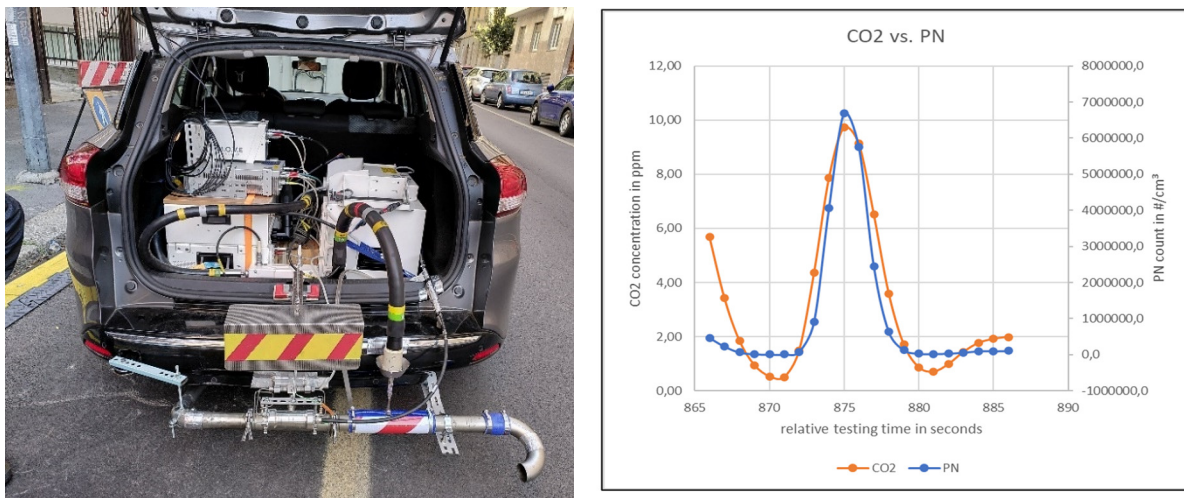 CO2 vs. PN
CO2 concentration in ppm
12,00
10,00
8,00
6,00
4,00
2,00
0,00
8000000,0
7000000,0
6000000,0
5000000,0
4000000,0
3000000,0
2000000,0
1000000,0
0,0
-1000000,0
PN count in #/cm³
865 870 875 880 885 890
relative testing time in seconds
CO2 PN